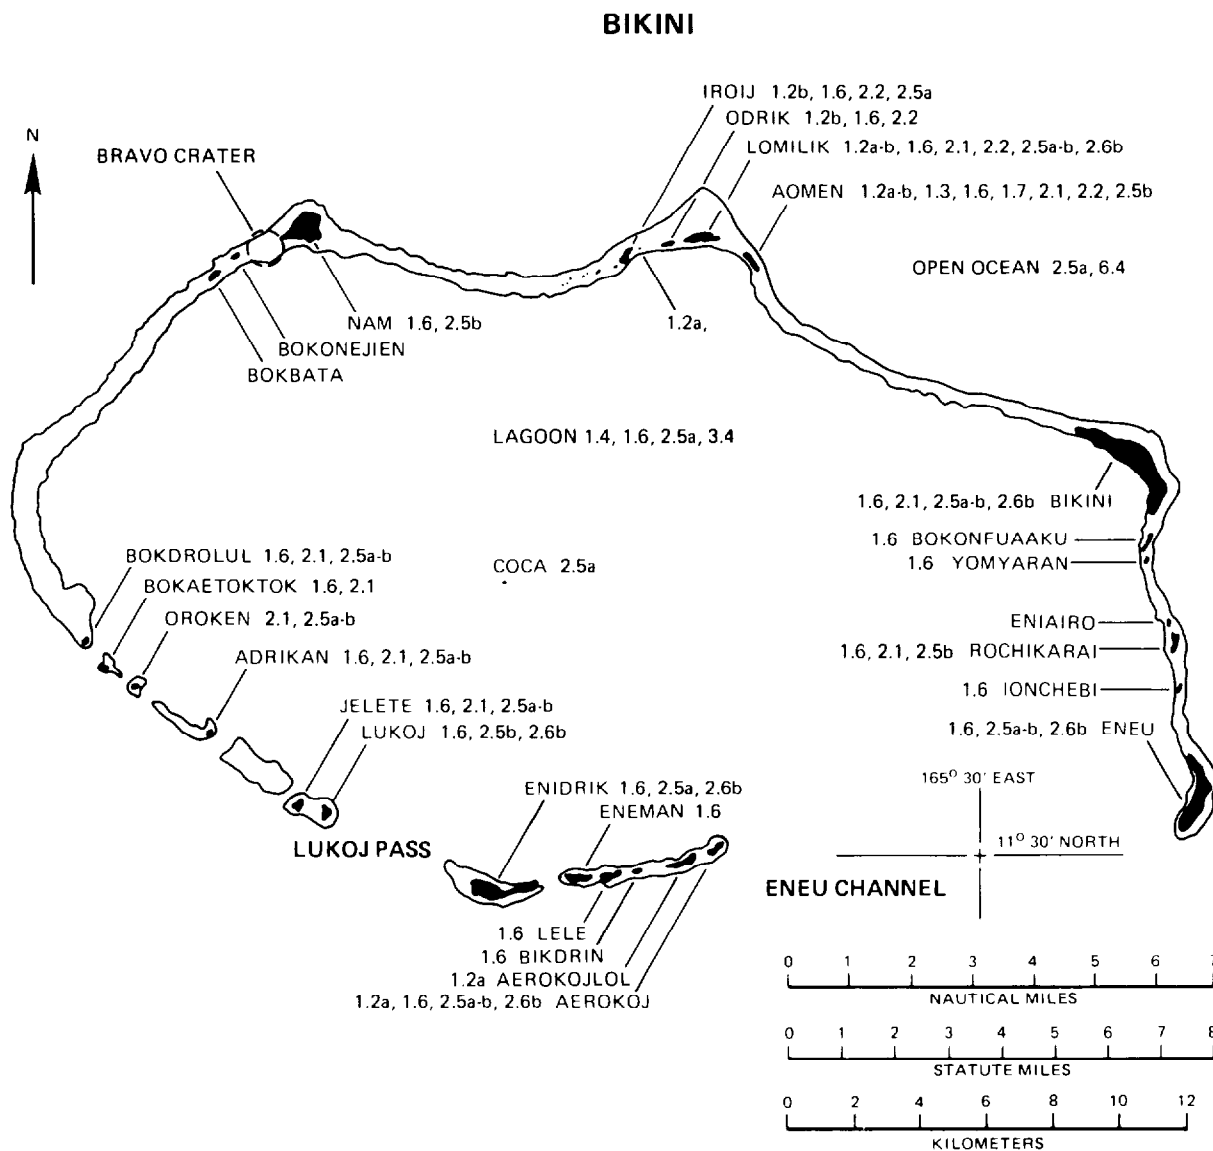 BIKINI
IROIJ 1.2b, 1.6, 2.2, 2.5a
ODRIK 1.2b, 1.6, 2.2
N
BRAVO CRATER
LOMILIK 1.2a-b, 1.6, 2.1, 2.2, 2.5a-b, 2.6b
AOMEN 1.2a-b, 1.3, 1.6, 1.7, 2.1, 2.2, 2.5b
OPEN OCEAN 2.5a, 6.4
NAM 1.6, 2.5b
1.2a,
BOKONEJIEN
BOKBATA
LAGOON 1.4, 1.6, 2.5a, 3.4
1.6, 2.1, 2.5a-b, 2.6b BIKINI
1.6 BOKONFUAAKU
BOKDROLUL 1.6, 2.1, 2.5a-b
1.6 YOMYARAN
COCA 2.5a
BOKAETOKTOK 1.6, 2.1
OROKEN 2.1, 2.5a-b
ENIAIRO
1.6, 2.1, 2.5b ROCHIKARAI
ADRIKAN 1.6, 2.1, 2.5a-b
1.6 IONCHEBI
JELETE 1.6, 2.1, 2.5a-b
LUKOJ 1.6, 2.5b, 2.6b
1.6, 2.5a-b, 2.6b ENEU
165° 30' EAST
ENIDRIK 1.6, 2.5a, 2.6b
ENEMAN 1.6
11° 30' NORTH
LUKOJ PASS
ENEU CHANNEL
1.6 LELE
1.6 BIKDRIN
1.2a AEROKOJLOL
1.2a, 1.6, 2.5a-b, 2.6b AEROKOJ
0 1 2 3 4 5 6 7
NAUTICAL MILES
0 1 2 3 4 5 6 7 8
STATUTE MILES
0 2 4 6 8 10 12
KILOMETERS